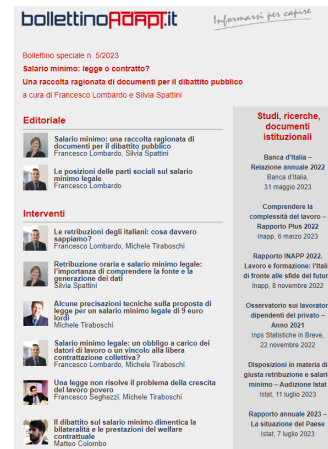 bollettinoADAPT.it
Informarsi per capire
Bollettino speciale n. 5/2023
Salario minimo: legge o contratto?
Una raccolta ragionata di documenti per il dibattito pubblico
a cura di Francesco Lombardo e Silvia Spattini
Editoriale
Salario minimo: una raccolta ragionata di
documenti per il dibattito pubblico
Francesco Lombardo, Silvia Spattini
Le posizioni delle parti sociali sul salario
minimo legale
Francesco Lombardo
Interventi
Le retribuzioni degli italiani: cosa davvero
sappiamo?
Francesco Lombardo, Michele Tiraboschi
Retribuzione oraria e salario minimo legale:
l'importanza di comprendere la fonte e la
generazione dei dati
Silvia Spattini
Alcune precisazioni tecniche sulla proposta di
legge per un salario minimo legale di 9 euro
lordi
Michele Tiraboschi
Salario minimo legale: un obbligo a carico dei
datori di lavoro o un vincolo alla libera
contrattazione collettiva?
Francesco Lombardo, Michele Tiraboschi
Una legge non risolve il problema della crescita
del lavoro povero
Francesco Seghezzi, Michele Tiraboschi
Il dibattito sul salario minimo dimentica la
bilateralità e le prestazioni del welfare
contrattuale
Matteo Colombo
Studi, ricerche,
documenti
istituzionali
Banca d'Italia –
Relazione annuale 2022
Banca d'Italia,
31 maggio 2023
Comprendere la
complessità del lavoro –
Rapporto Plus 2022
Inapp, 6 marzo 2023
Rapporto INAPP 2022.
Lavoro e formazione: l'Itali
di fronte alle sfide del futur
Inapp, 8 novembre 2022
Osservatorio sui lavorator
dipendenti del privato –
Anno 2021
Inps Statistiche in Breve,
22 novembre 2022
Disposizioni in materia di
giusta retribuzione e salari
minimo – Audizione Istat
Istat, 11 luglio 2023
Rapporto annuale 2023 –
La situazione del Paese
Istat, 7 luglio 2023